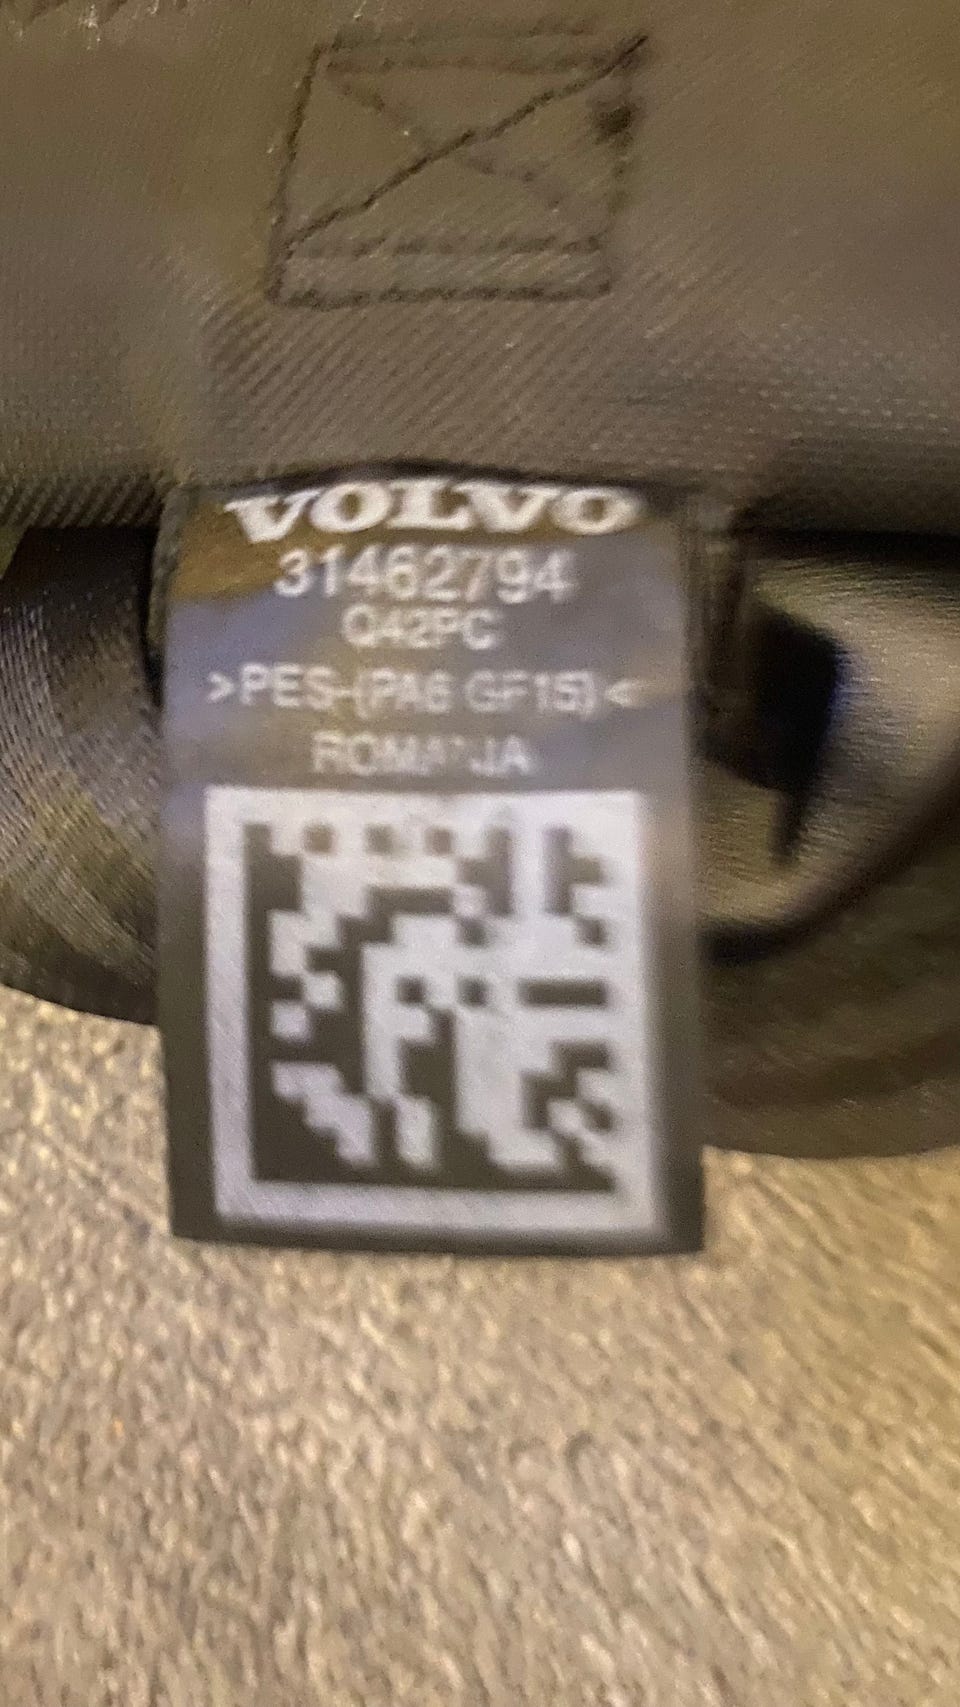 VOLVO
31462794
Q42PC
>PES-(PA6 GF15)<